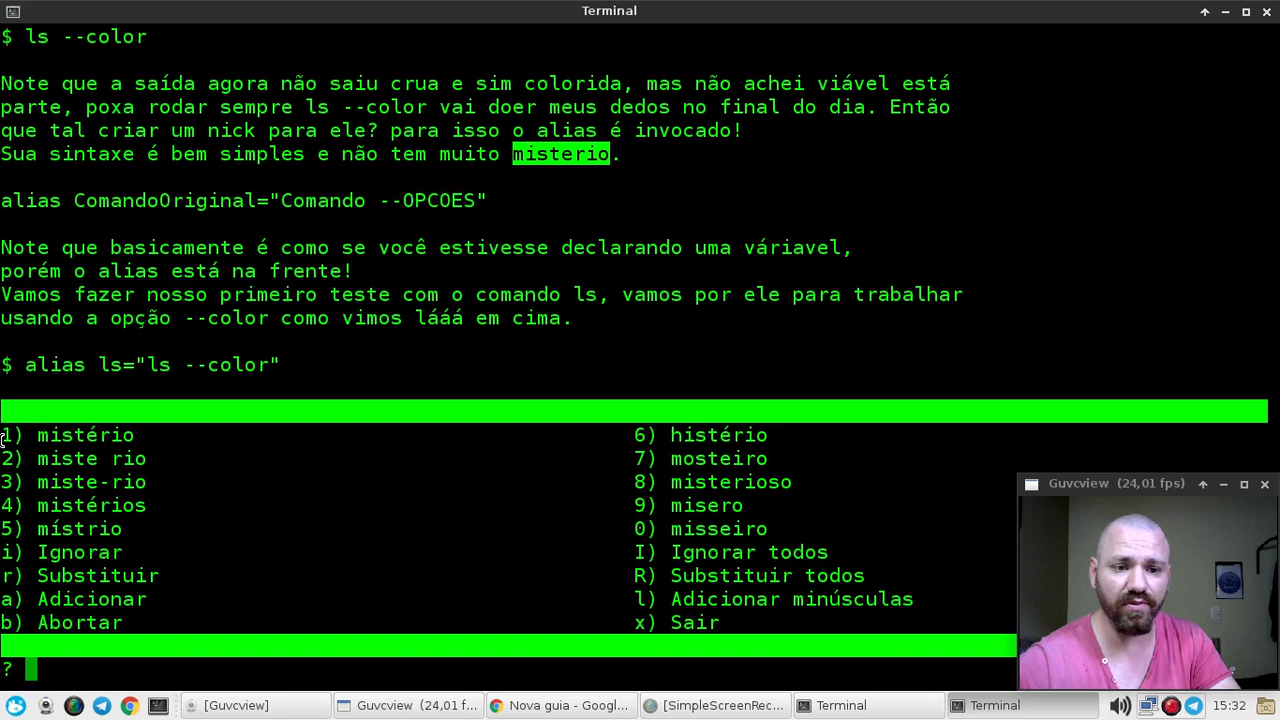 Terminal
$ ls --color
Note que a saída agora não saiu crua e sim colorida, mas não achei viável está
parte, poxa rodar sempre ls --color vai doer meus dedos no final do dia. Então
que tal criar um nick para ele? para isso o alias é invocado!
Sua sintaxe é bem simples e não tem muito misterio.
alias ComandoOriginal="Comando --OPCOES"
Note que basicamente é como se você estivesse declarando uma váriavel,
porém o alias está na frente!
Vamos fazer nosso primeiro teste com o comando ls, vamos por ele para trabalhar
usando a opção --color como vimos lááá em cima.
$ alias ls="ls --color"
1) mistério
2) miste rio
3) miste-rio
4) mistérios
5) místrio
i) Ignorar
r) Substituir
a) Adicionar
b) Abortar
6) histério
7) mosteiro
8) misterioso
9) misero
0) misseiro
I) Ignorar todos
R) Substituir todos
l) Adicionar minúsculas
x) Sair
?
Guvcview (24,01 fps)
[Guvcview]
Guvcview (24,01 f...
Nova guia - Googl...
[SimpleScreenRec...
Terminal
Terminal
15:32